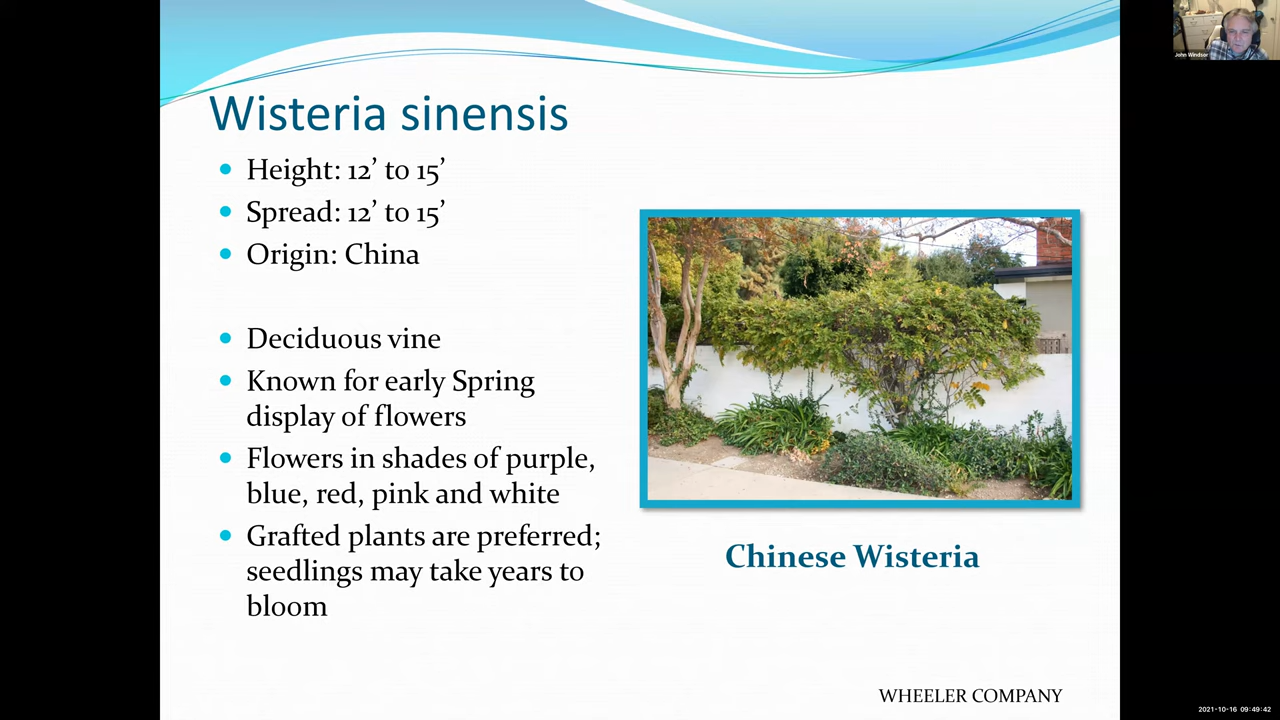 John Windsor
Wisteria sinensis
Height: 12’ to 15’
Spread: 12’ to 15’
Origin: China
Deciduous vine
Known for early Spring
display of flowers
Flowers in shades of purple,
blue, red, pink and white
Grafted plants are preferred;
seedlings may take years to
bloom
Chinese Wisteria
WHEELER COMPANY
2021-10-16 09:49:42